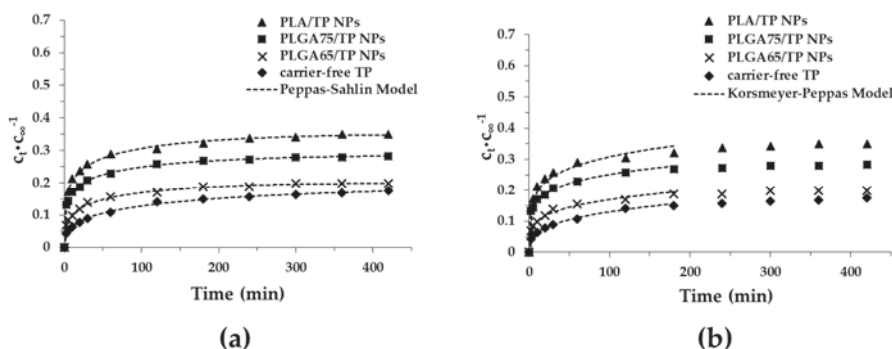 PLA/TP NPs
PLGA75/TP NPs
PLGA65/TP NPs
carrier-free TP
Peppas-Sahlin Model
0.7
0.6
0.5
0.4
0.3
0.2
0.1
0
cₜ•c∞⁻¹
0 100 200 300 400
Time (min)
(a)
PLA/TP NPs
PLGA75/TP NPs
PLGA65/TP NPs
carrier-free TP
Korsmeyer-Peppas Model
0.7
0.6
0.5
0.4
0.3
0.2
0.1
0
cₜ•c∞⁻¹
0 100 200 300 400
Time (min)
(b)